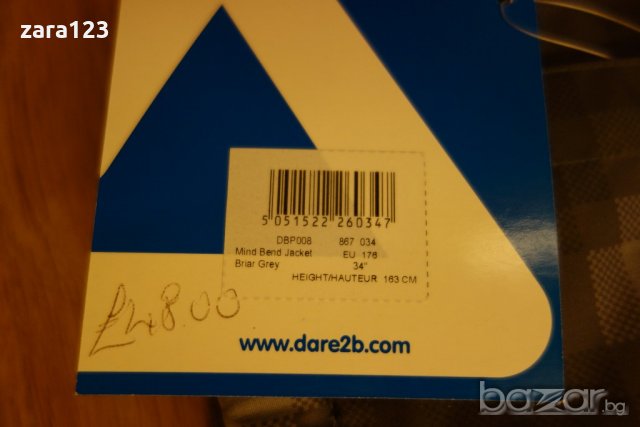 zara123
5 051522 260347
DBP008 867 034
Mind Bend Jacket EU 176
Briar Grey 34"
HEIGHT/HAUTEUR 163 CM
£48.00
www.dare2b.com
bazar.bg